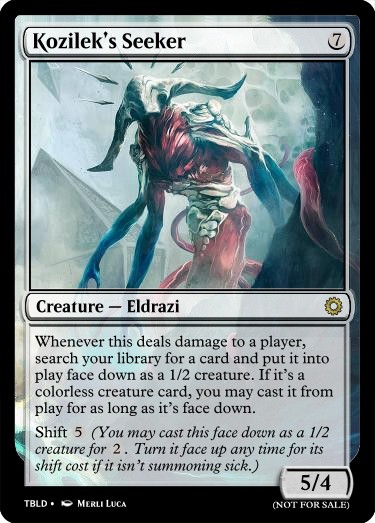 Kozilek's Seeker 7
Creature — Eldrazi
Whenever this deals damage to a player,
search your library for a card and put it into
play face down as a 1/2 creature. If it's a
colorless creature card, you may cast it from
play for as long as it's face down.
Shift 5 (You may cast this face down as a 1/2
creature for 2 . Turn it face up any time for its
shift cost if it isn't summoning sick.)
5/4
TBLD • Merli Luca
(NOT FOR SALE)